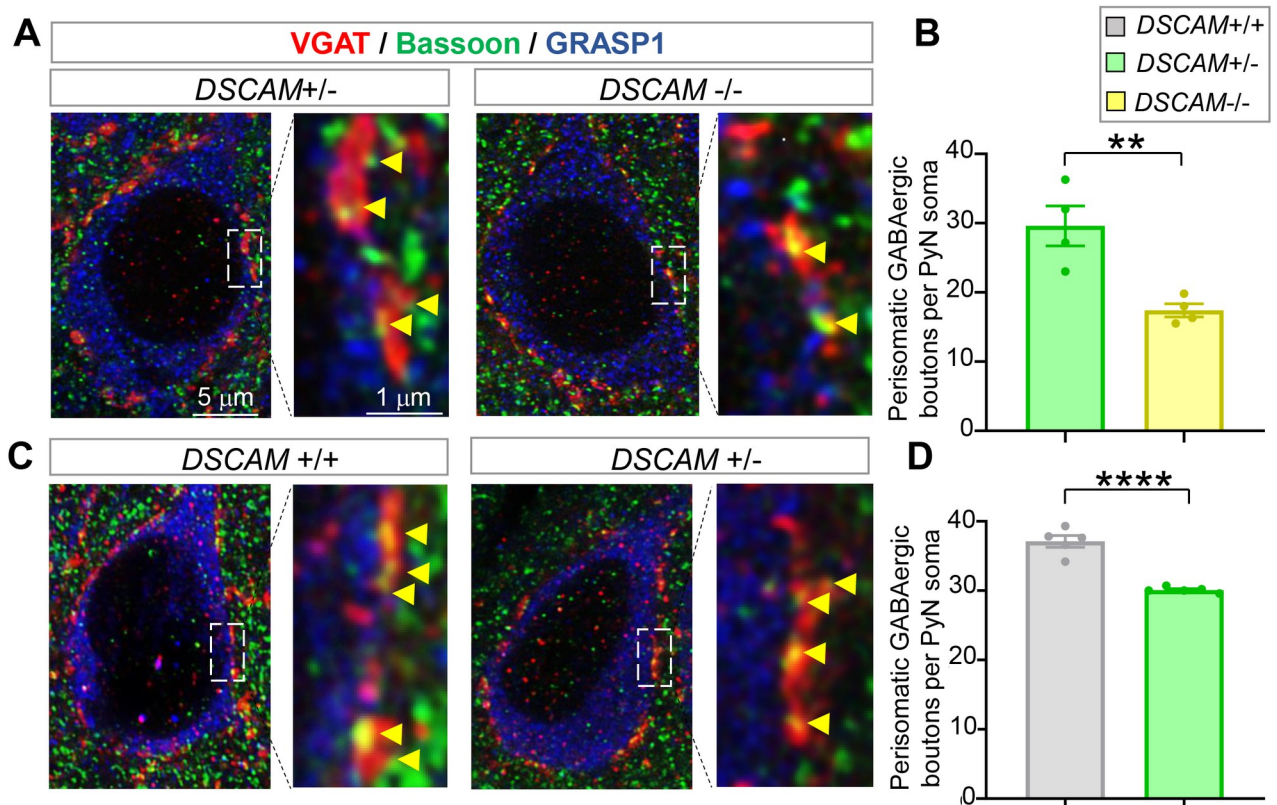 A
VGAT / Bassoon / GRASP1
DSCAM+/-
DSCAM -/-
5 μm
1 μm
B
DSCAM+/+
DSCAM+/-
DSCAM-/-
**
Perisomatic GABAergic
boutons per PyN soma
40
30
20
10
0
C
DSCAM +/+
DSCAM +/-
D
****
Perisomatic GABAergic
boutons per PyN soma
40
30
20
10
0